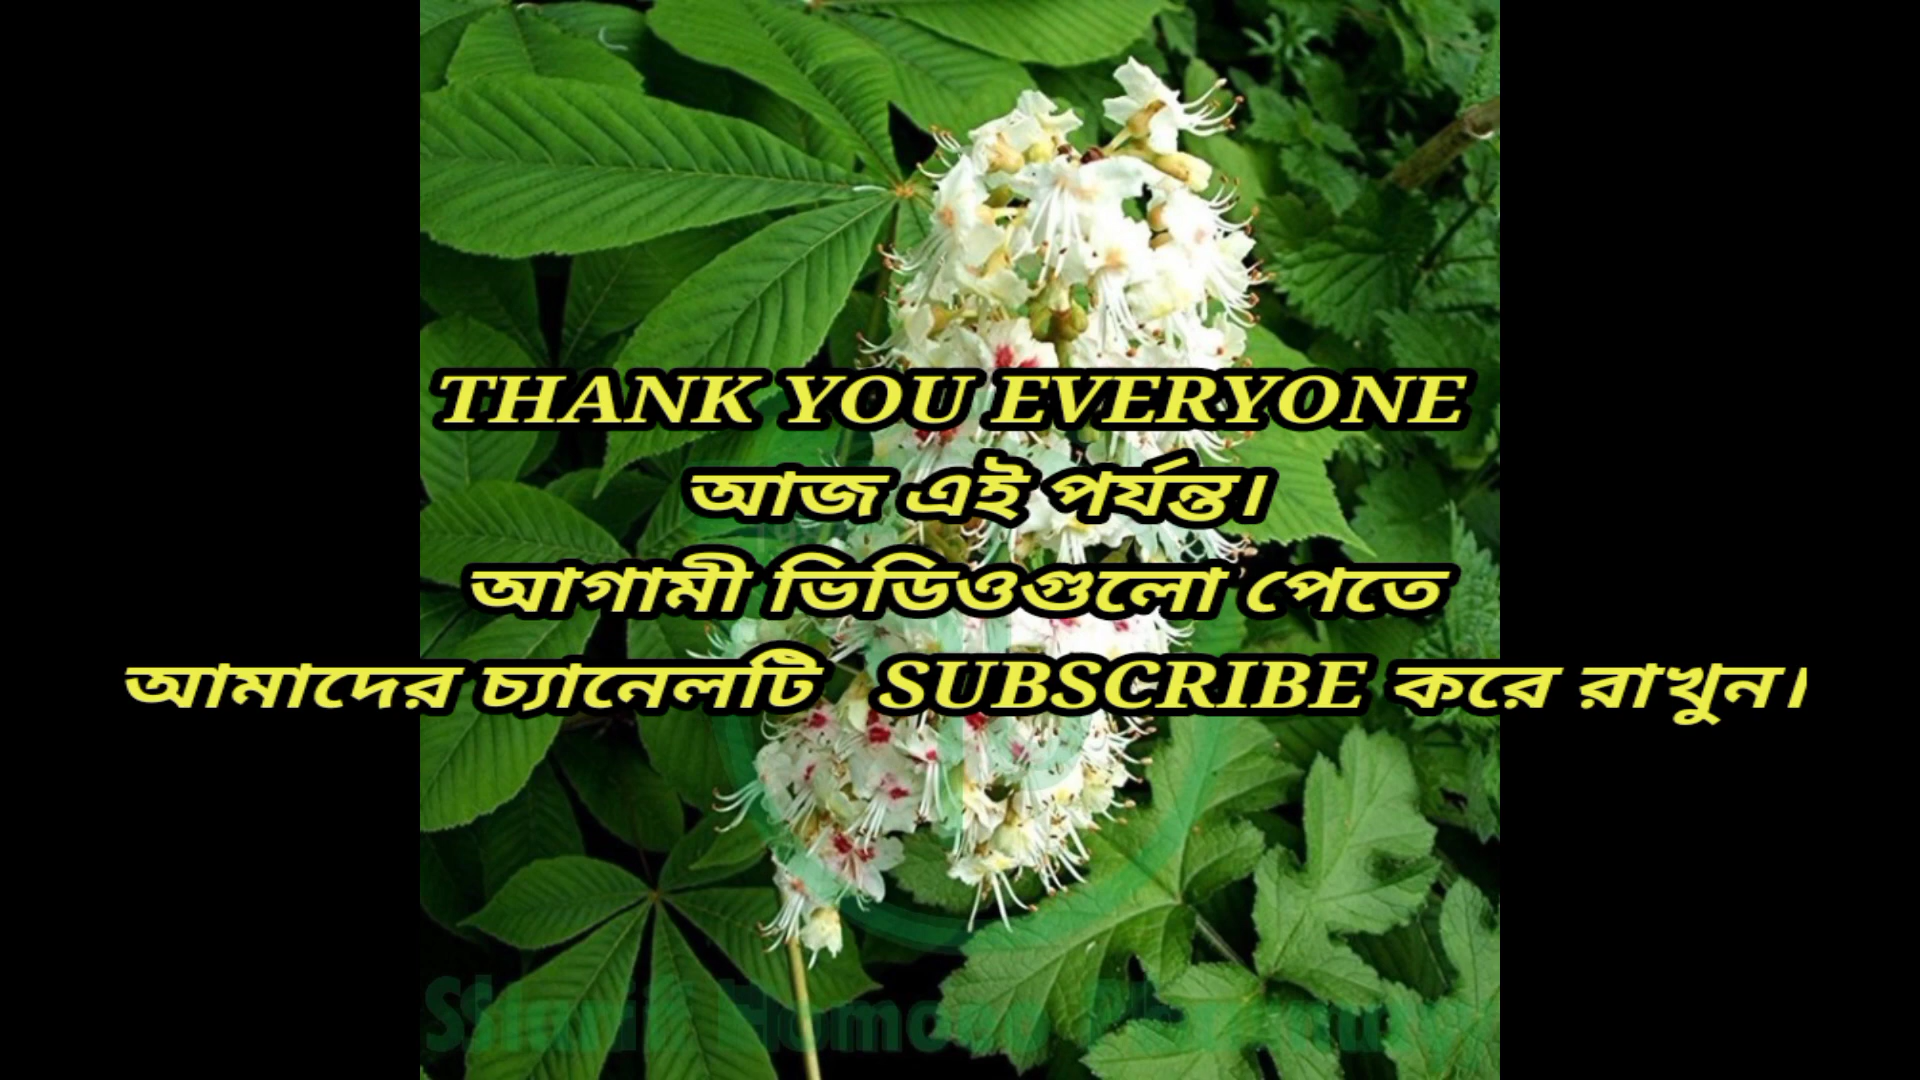 THANK YOU EVERYONE
আজ এই পর্যন্ত।
আগামী ভিডিওগুলো পেতে
আমাদের চ্যানেলটি SUBSCRIBE করে রাখুন।